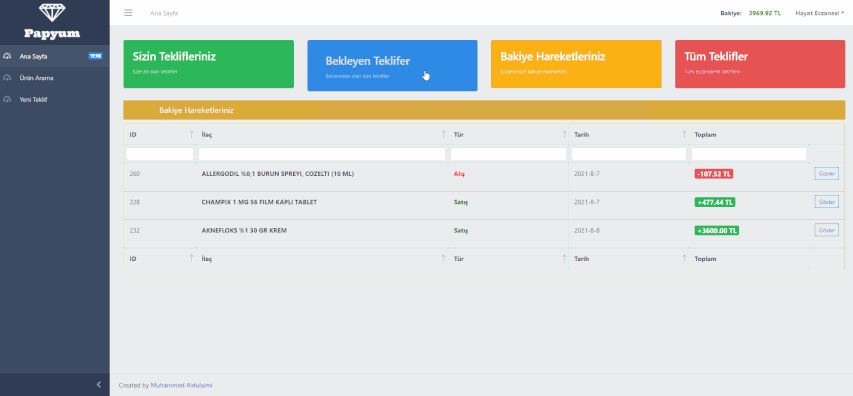 Papyum
Ana Sayfa
Bakiye: 3969.92 TL
Hayat Eczanesi
Ana Sayfa
YENİ
Ürün Arama
Yeni Teklif
Sizin Teklifleriniz
Size ait olan teklifler
Bekleyen Teklifer
Beklemede olan tüm teklifler
Bakiye Hareketleriniz
Eczanenizin bakiye hareketleri
Tüm Teklifler
Tüm eczanelerin teklifleri
Bakiye Hareketleriniz
ID İlaç Tür Tarih Toplam
260 ALLERGODIL %0,1 BURUN SPREYI, COZELTI (10 ML) Alış 2021-8-7 -107.52 TL Göster
228 CHAMPIX 1 MG 56 FILM KAPLI TABLET Satış 2021-8-7 +477.44 TL Göster
232 AKNEFLOKS %1 30 GR KREM Satış 2021-8-8 +3600.00 TL Göster
ID İlaç Tür Tarih Toplam
Created by Muhammed Aldulaimi